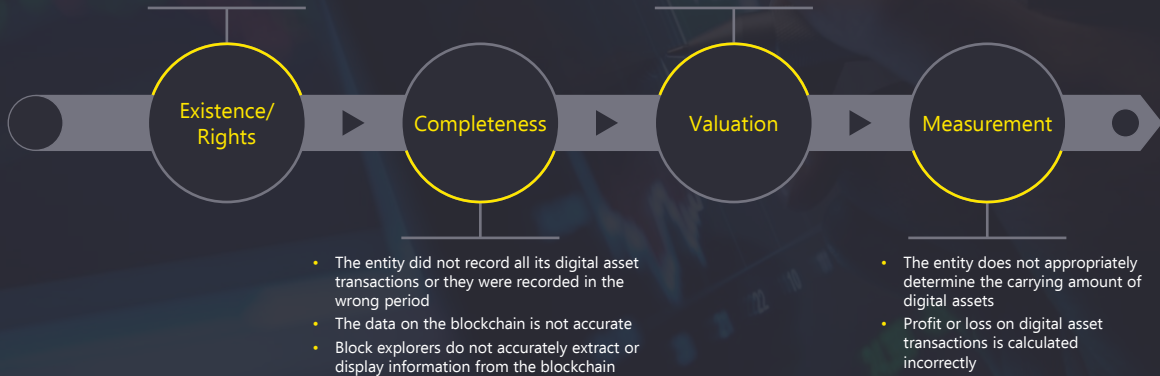 Existence/
Rights
Completeness
Valuation
Measurement
• The entity did not record all its digital asset
transactions or they were recorded in the
wrong period
• The data on the blockchain is not accurate
• Block explorers do not accurately extract or
display information from the blockchain
• The entity does not appropriately
determine the carrying amount of
digital assets
• Profit or loss on digital asset
transactions is calculated
incorrectly